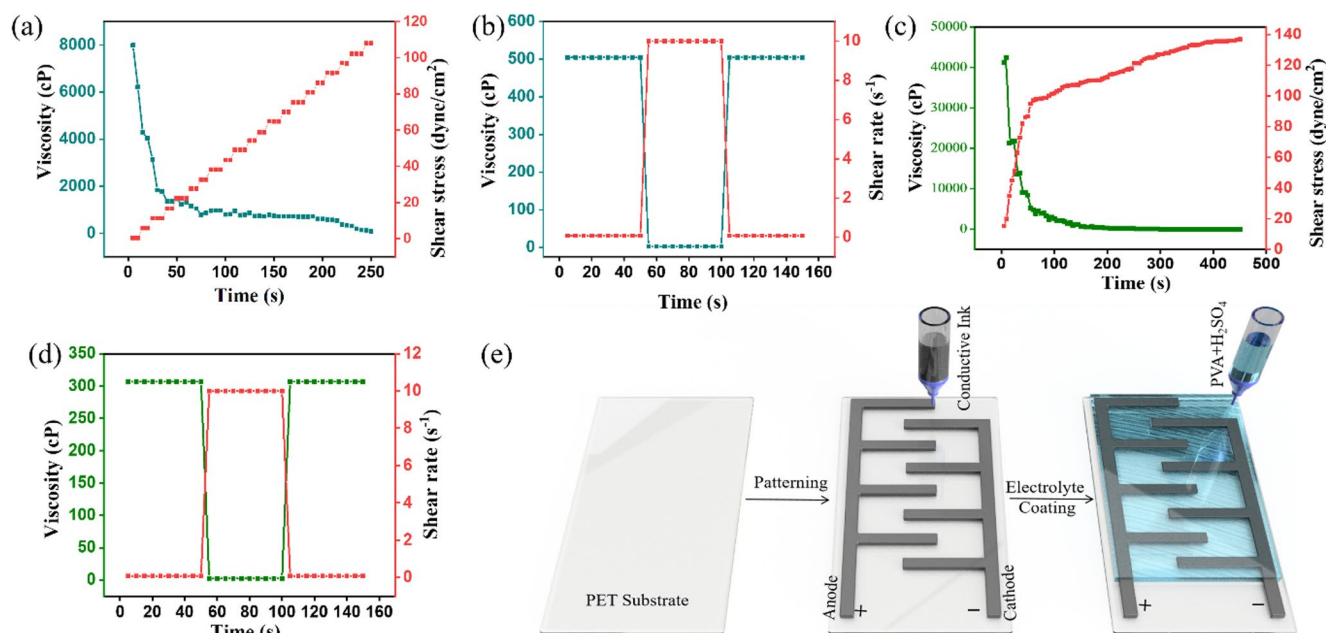 (a)
Viscosity (cP)
8000
6000
4000
2000
0
0 50 100 150 200 250
Time (s)
120
100
80
60
40
20
0
Shear stress (dyne/cm²)
(b)
Viscosity (cP)
600
500
400
300
200
100
0
0 20 40 60 80 100 120 140 160
Time (s)
10
8
6
4
2
0
Shear rate (s⁻¹)
(c)
Viscosity (cP)
50000
40000
30000
20000
10000
0
0 100 200 300 400 500
Time (s)
140
120
100
80
60
40
20
0
Shear stress (dyne/cm²)
(d)
Viscosity (cP)
350
300
250
200
150
100
50
0
0 20 40 60 80 100 120 140 160
Time (s)
12
10
8
6
4
2
0
Shear rate (s⁻¹)
(e)
PET Substrate
Patterning
Conductive Ink
Anode
+
−
Cathode
Electrolyte
Coating
PVA+H₂SO₄
+
−